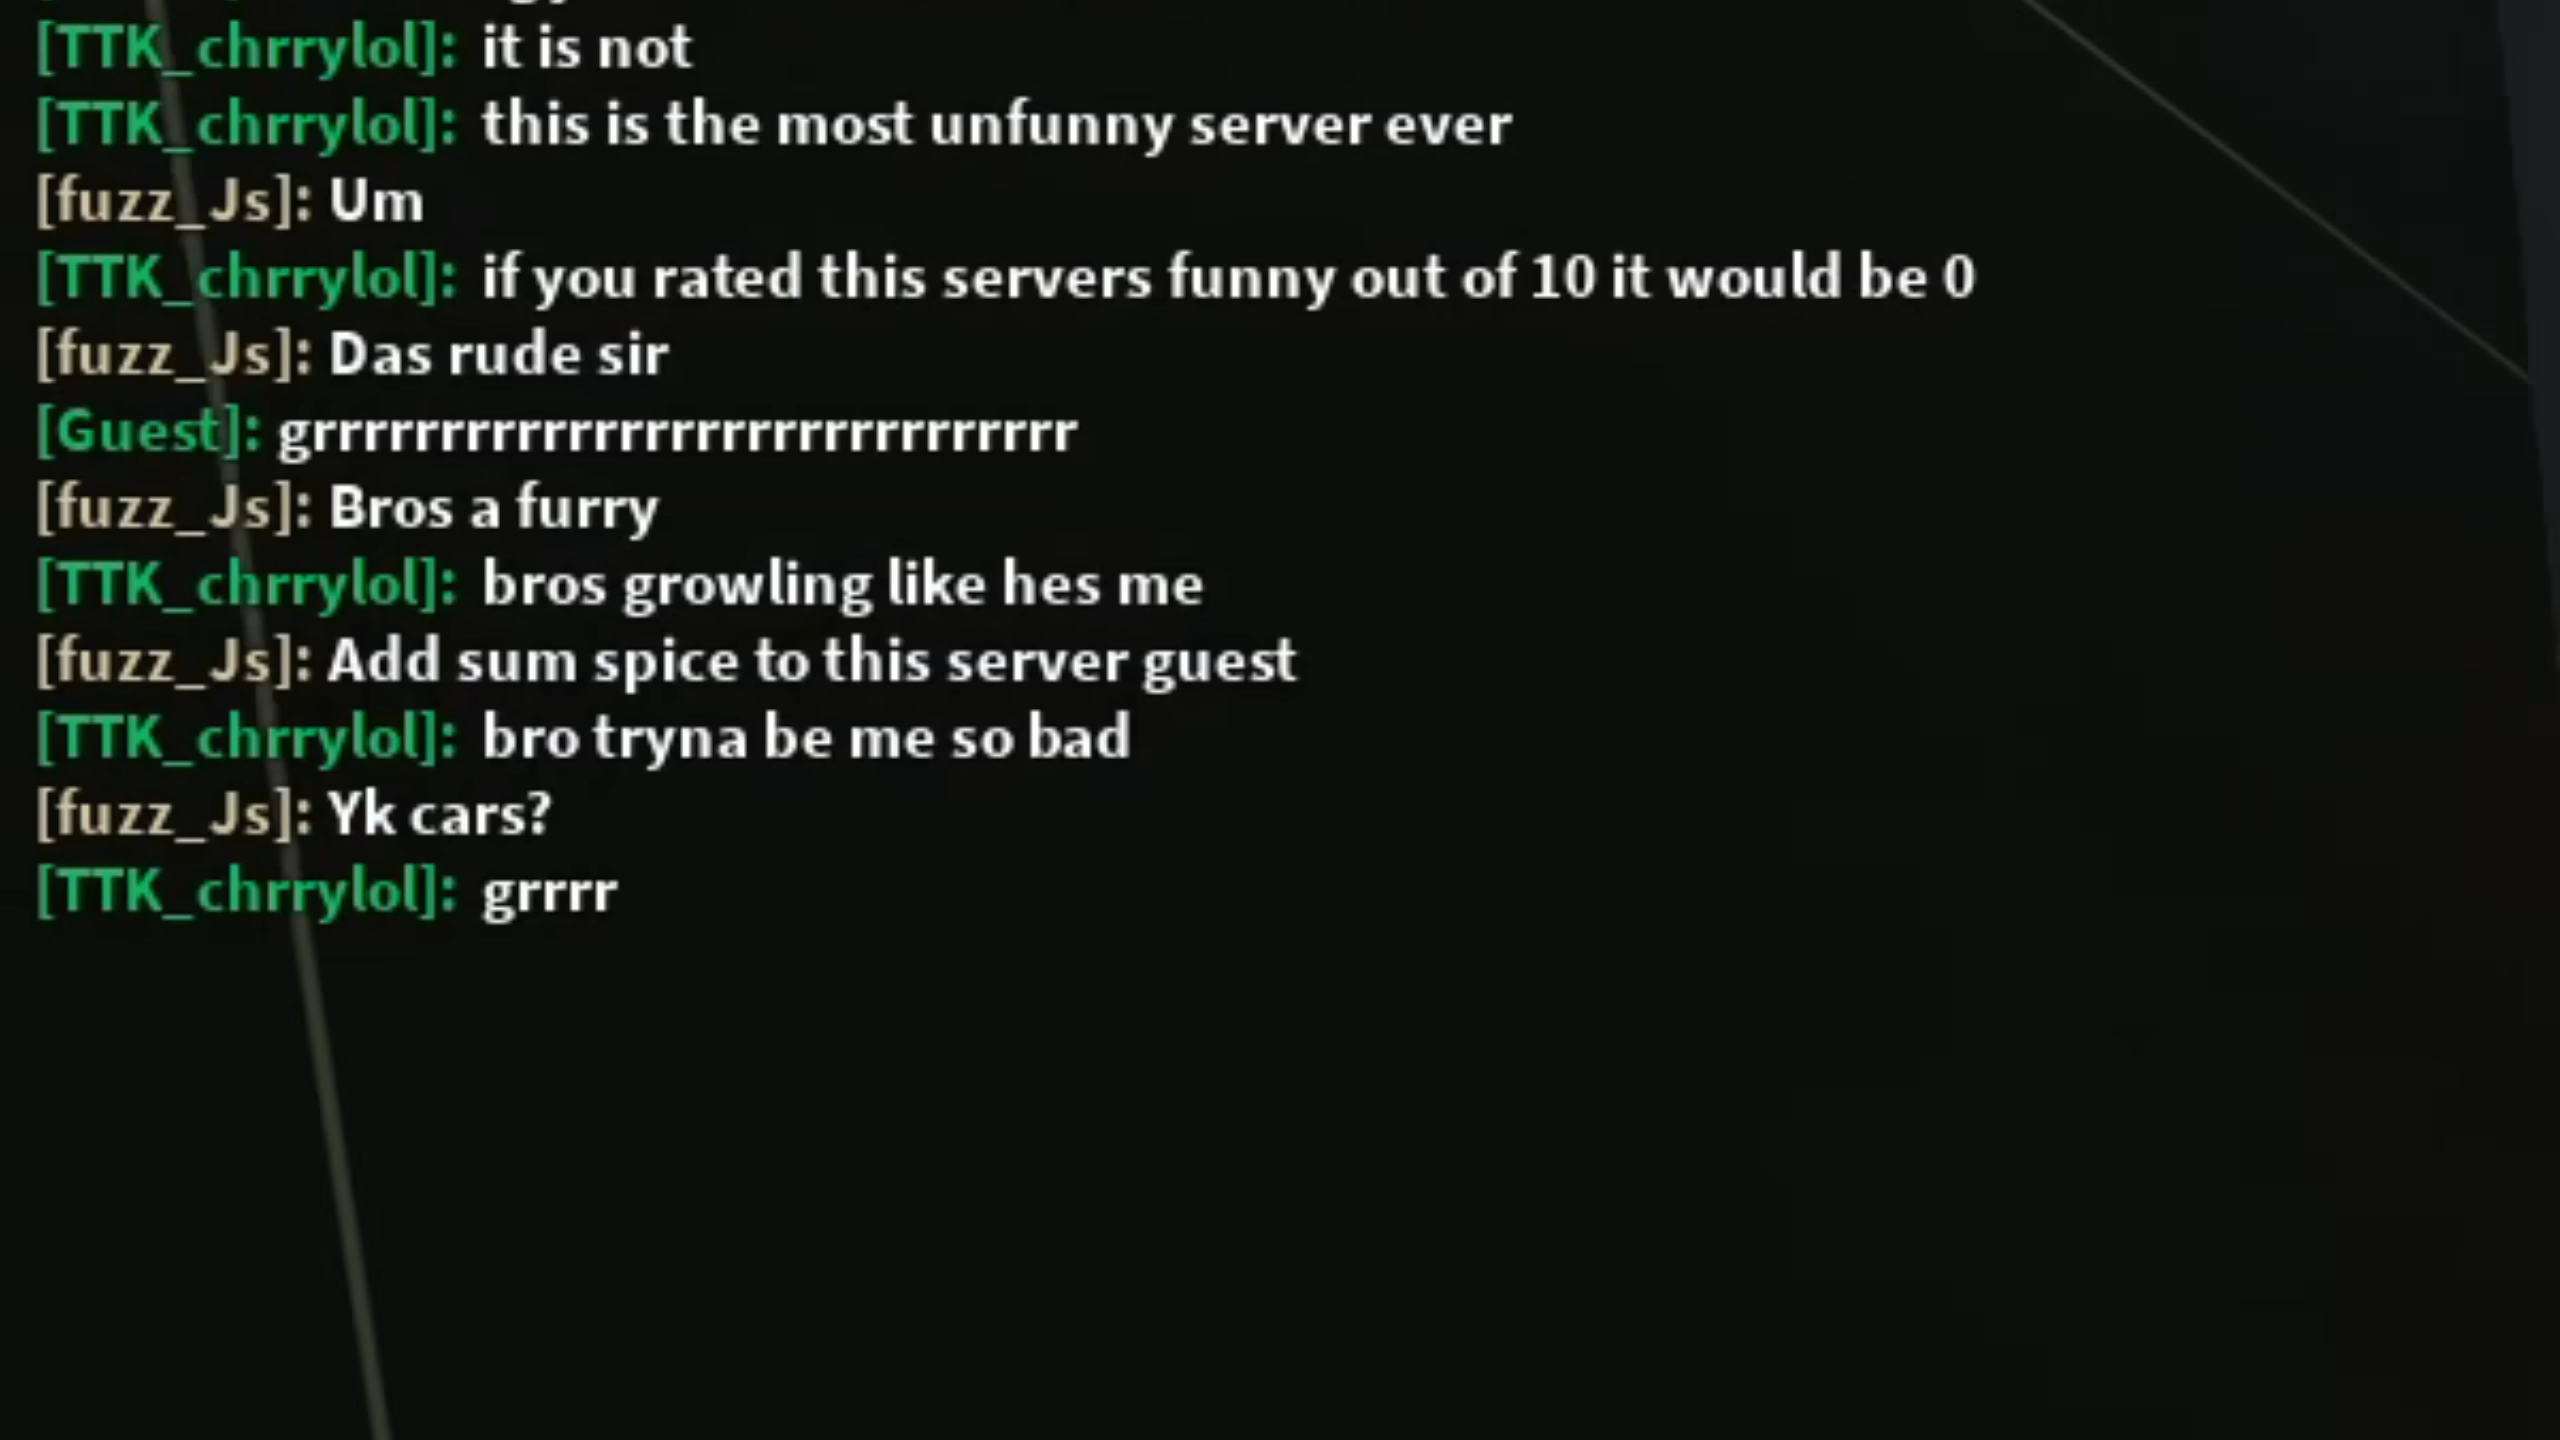 [TTK_chrrylol]: it is not
[TTK_chrrylol]: this is the most unfunny server ever
[fuzz_Js]: Um
[TTK_chrrylol]: if you rated this servers funny out of 10 it would be 0
[fuzz_Js]: Das rude sir
[Guest]: grrrrrrrrrrrrrrrrrrrrrrrrrrrrrr
[fuzz_Js]: Bros a furry
[TTK_chrrylol]: bros growling like hes me
[fuzz_Js]: Add sum spice to this server guest
[TTK_chrrylol]: bro tryna be me so bad
[fuzz_Js]: Yk cars?
[TTK_chrrylol]: grrrr